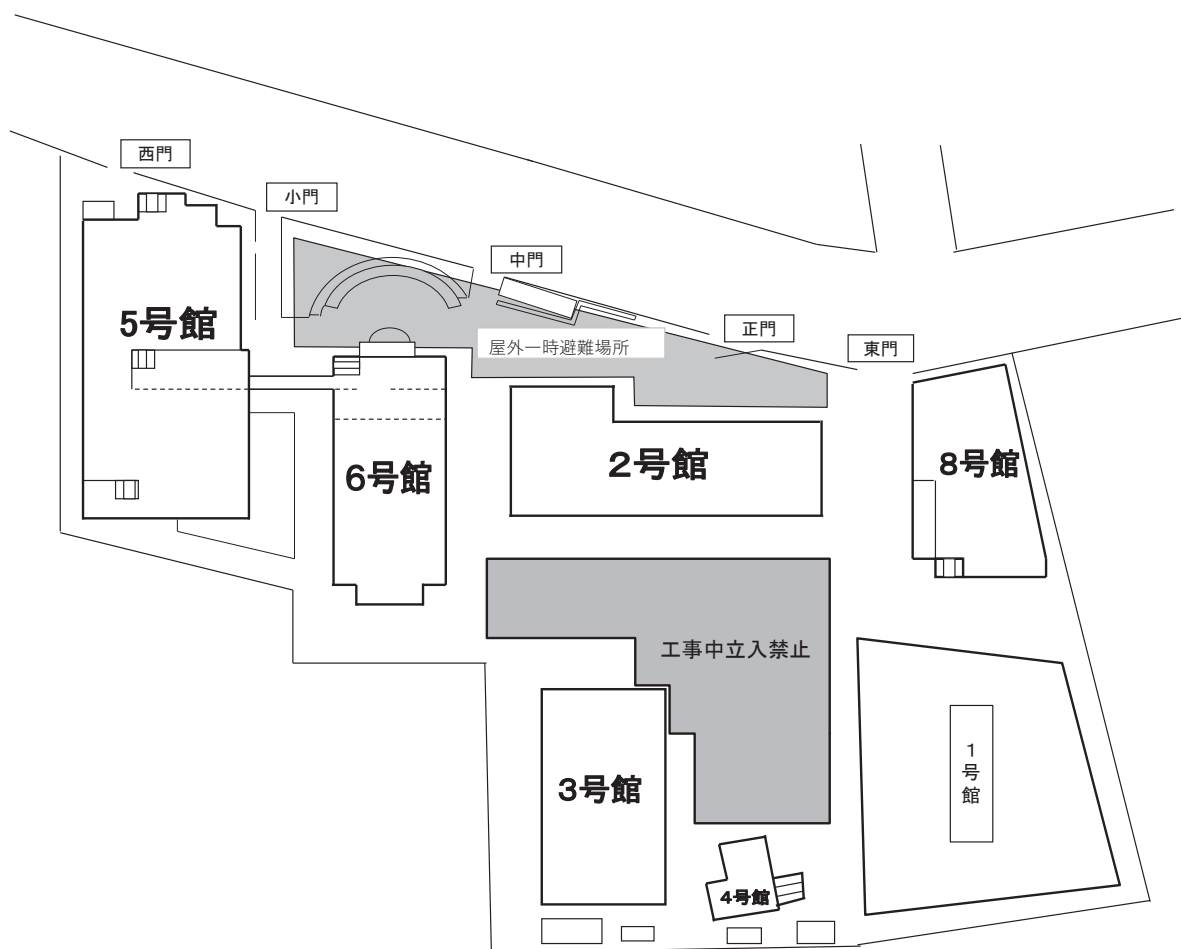 西門
小門
中門
正門
東門
屋外一時避難場所
5号館
6号館
2号館
8号館
工事中立入禁止
1号館
3号館
4号館